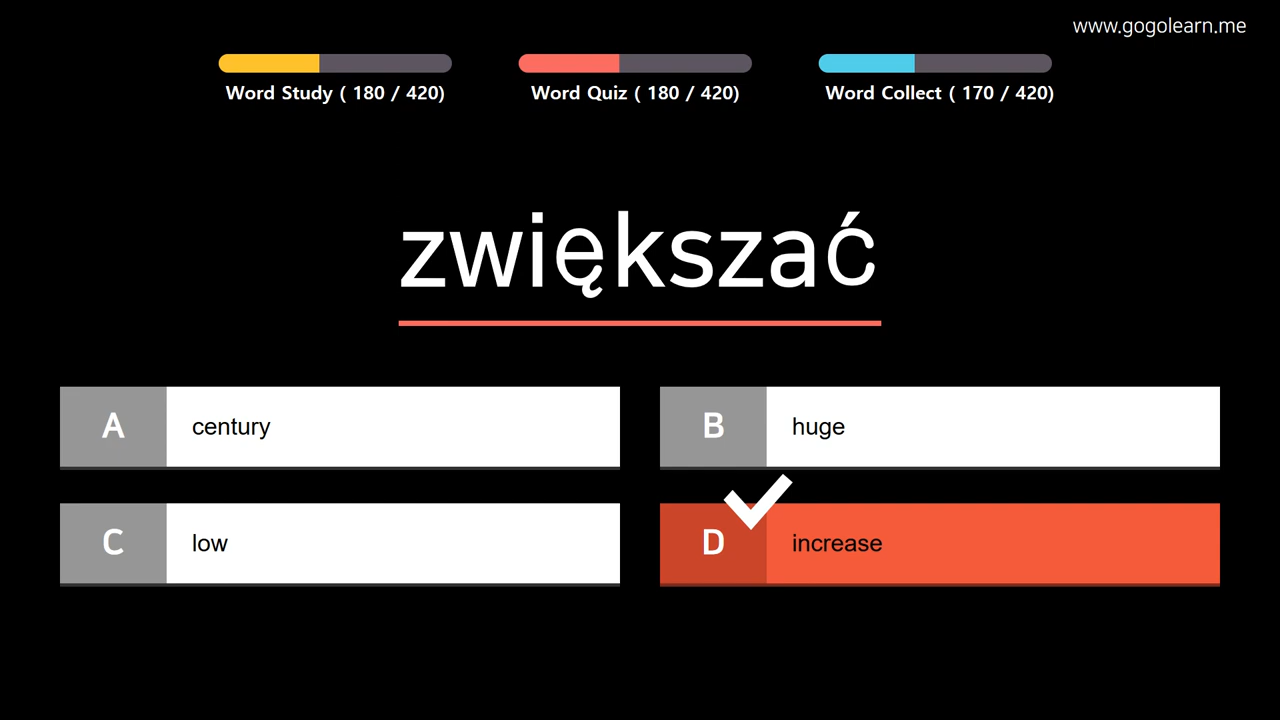 www.gogolearn.me
Word Study ( 180 / 420)
Word Quiz ( 180 / 420)
Word Collect ( 170 / 420)
zwiększać
A century
B huge
C low
D increase